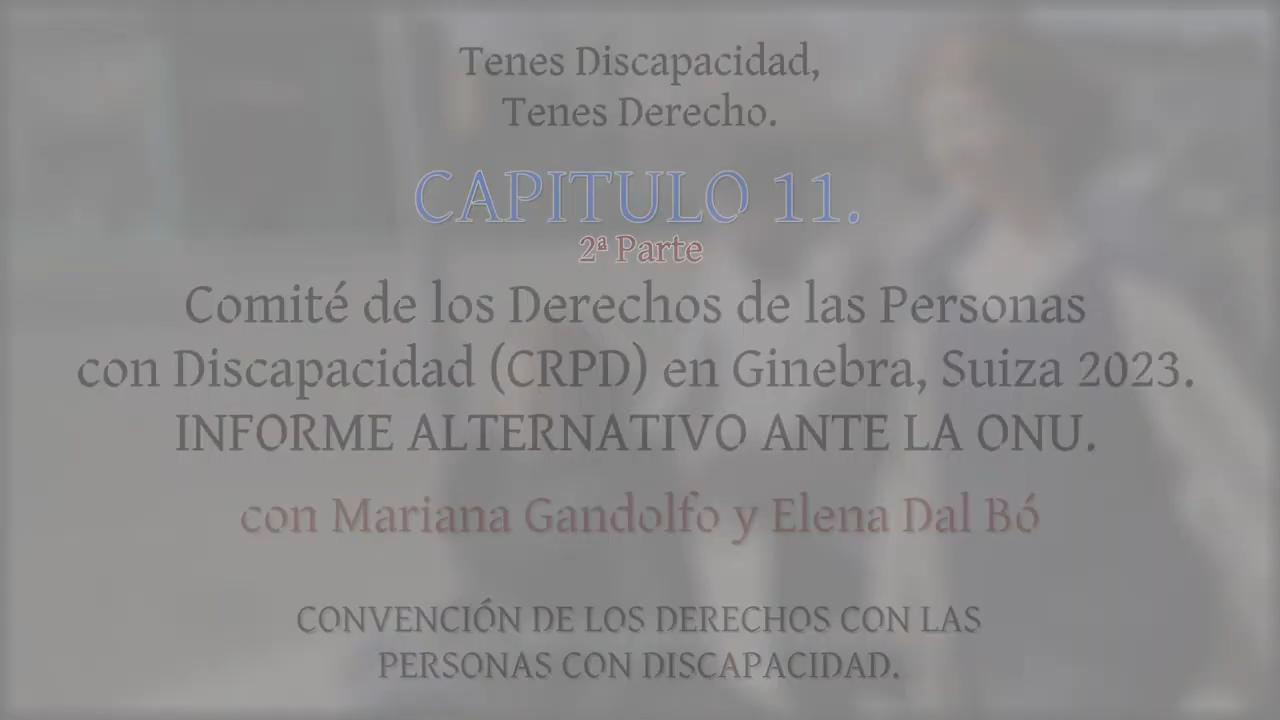 Tenes Discapacidad,
Tenes Derecho.
CAPITULO 11.
2ª Parte
Comité de los Derechos de las Personas
con Discapacidad (CRPD) en Ginebra, Suiza 2023.
INFORME ALTERNATIVO ANTE LA ONU.
con Mariana Gandolfo y Elena Dal Bó
CONVENCIÓN DE LOS DERECHOS CON LAS
PERSONAS CON DISCAPACIDAD.